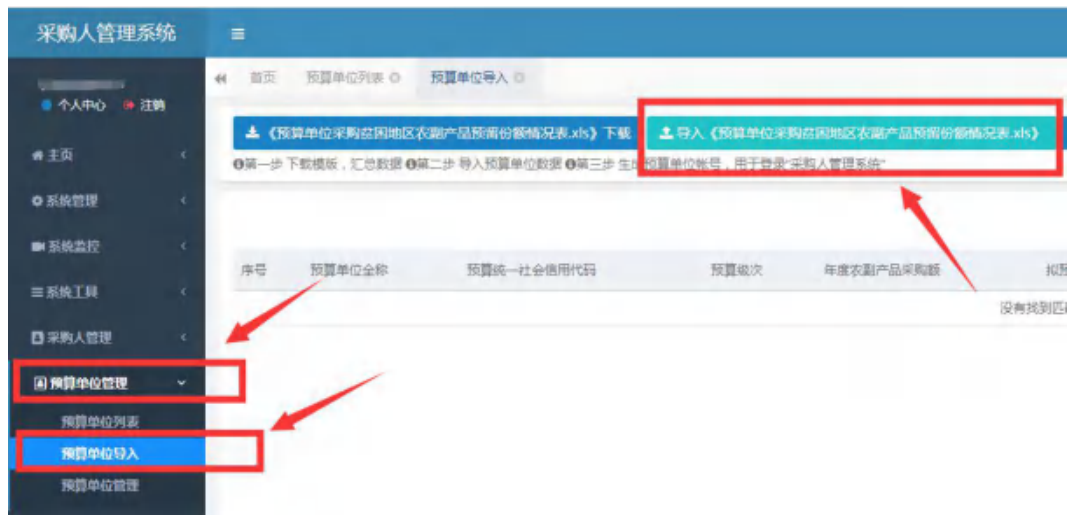 采购人管理系统
首页 预算单位列表 预算单位导入
个人中心 注销
《预算单位采购贫困地区农副产品预留份额情况表.xls》下载 导入《预算单位采购贫困地区农副产品预留份额情况表.xls》
第一步 下载模版，汇总数据 第二步 导入预算单位数据 第三步 生成预算单位帐号，用于登录“采购人管理系统”
主页
系统管理
系统监控
序号 预算单位全称 预算统一社会信用代码 预算级次 年度农副产品采购额 拟预
系统工具
没有找到匹
采购人管理
预算单位管理
预算单位列表
预算单位导入
预算单位管理